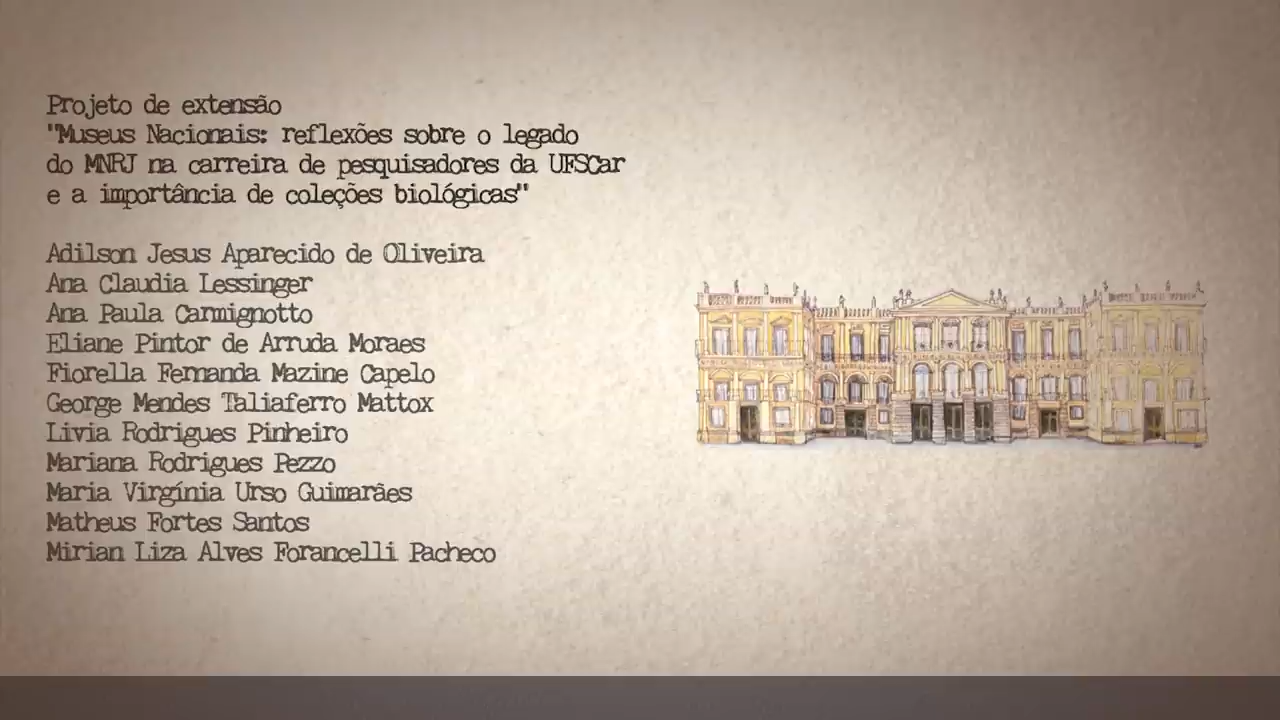 Projeto de extensão
"Museus Nacionais: reflexões sobre o legado
do MNRJ na carreira de pesquisadores da UFSCar
e a importância de coleções biológicas"
Adilson Jesus Aparecido de Oliveira
Ana Claudia Lessinger
Ana Paula Carmignotto
Eliane Pintor de Arruda Moraes
Fiorella Fernanda Mazine Capelo
George Mendes Taliaferro Mattox
Livia Rodrigues Pinheiro
Mariana Rodrigues Pezzo
Maria Virgínia Urso Guimarães
Matheus Fortes Santos
Mirian Liza Alves Forancelli Pacheco